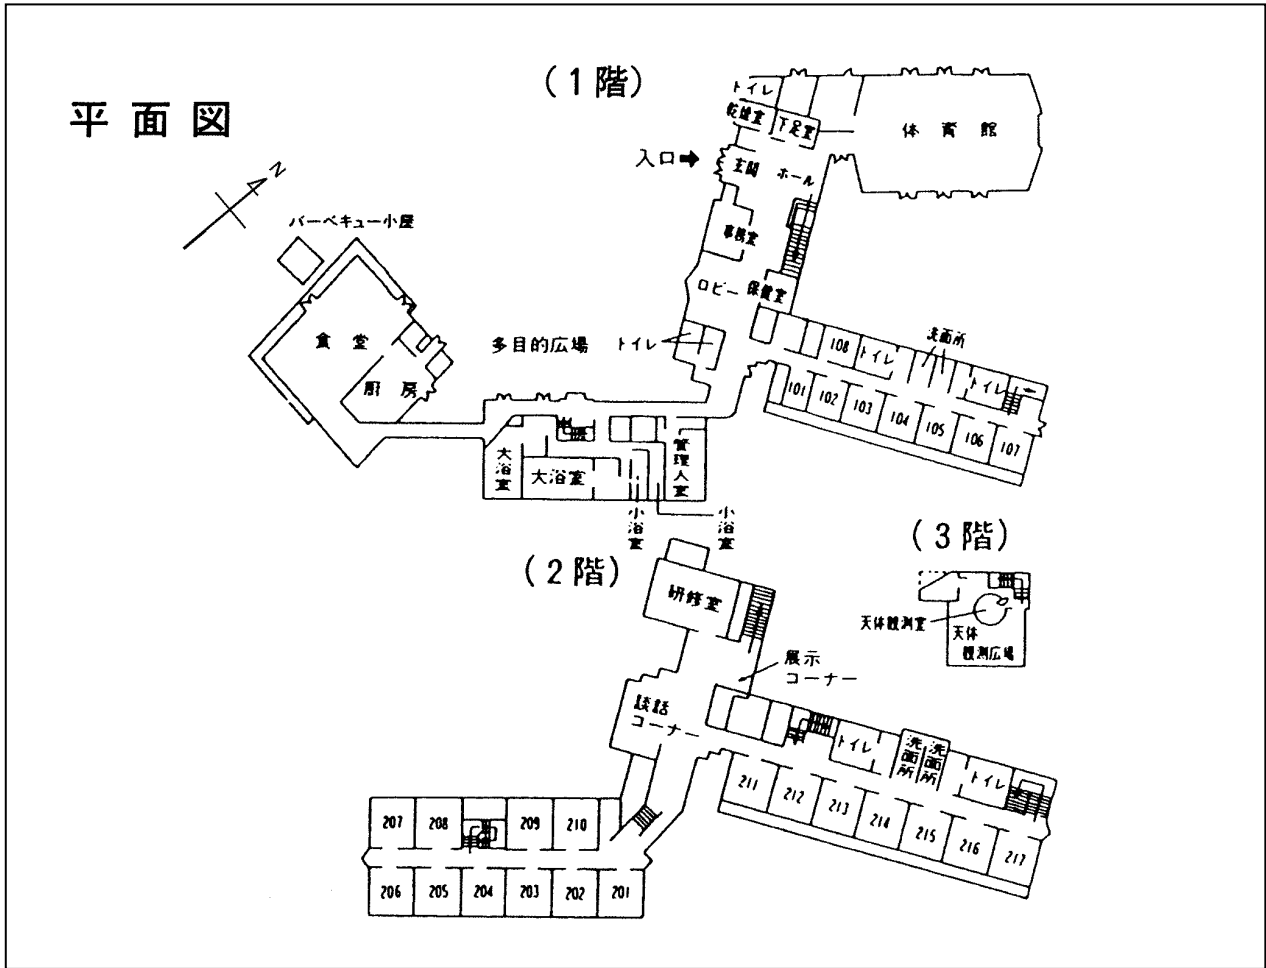 平面図
(1階)
トイレ
乾燥室
下足室
体育館
入口➡
玄関
ホール
N
バーベキュー小屋
事務室
ロビー
保健室
食堂
厨房
多目的広場
トイレ
洗面所
108
トイレ
トイレ
101
102
103
104
105
106
107
大浴室
大浴室
管理人室
小浴室
小浴室
(2階)
(3階)
研修室
天体観測室
天体
観測広場
展示
コーナー
談話
コーナー
トイレ
洗面所
洗面所
トイレ
211
212
213
214
215
216
217
207
208
209
210
206
205
204
203
202
201